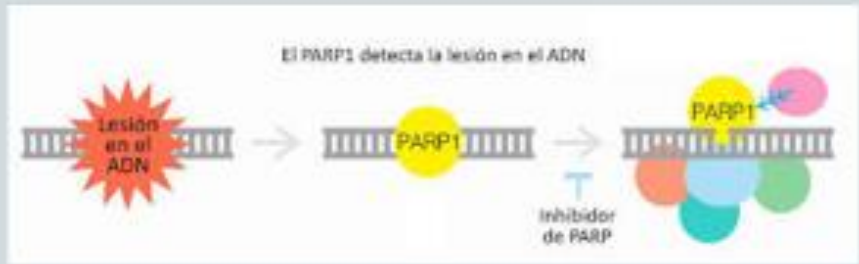 El PARP1 detecta la lesión en el ADN
Lesión
en el
ADN
PARP1
PARP1
Inhibidor
de PARP